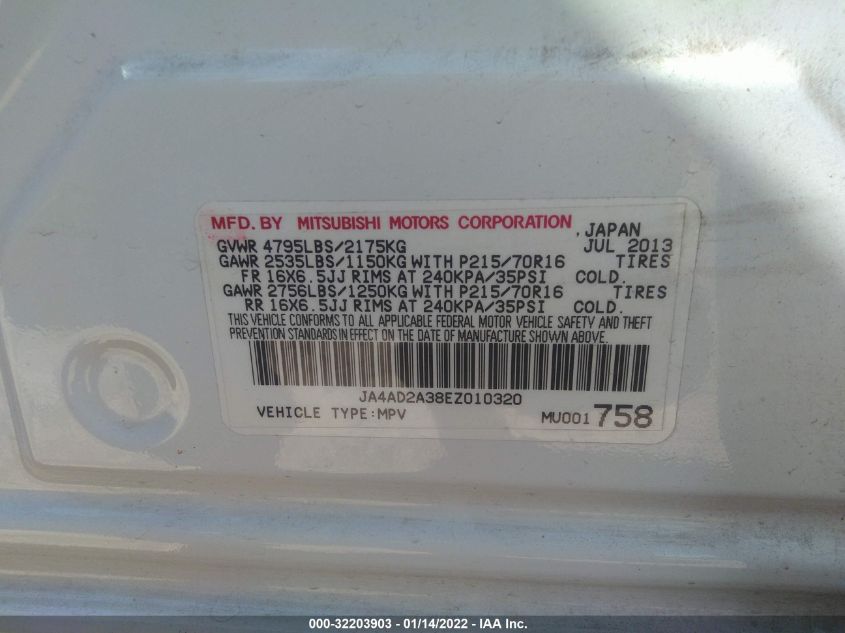 MFD. BY MITSUBISHI MOTORS CORPORATION, JAPAN
GVWR 4795LBS/2175KG JUL 2013
GAWR 2535LBS/1150KG WITH P215/70R16 TIRES
FR 16X6.5JJ RIMS AT 240KPA/35PSI COLD.
GAWR 2756LBS/1250KG WITH P215/70R16 TIRES
RR 16X6.5JJ RIMS AT 240KPA/35PSI COLD.
THIS VEHICLE CONFORMS TO ALL APPLICABLE FEDERAL MOTOR VEHICLE SAFETY AND THEFT
PREVENTION STANDARDS IN EFFECT ON THE DATE OF MANUFACTURE SHOWN ABOVE.
JA4AD2A38EZ010320
VEHICLE TYPE:MPV MU001758
000-32203903 - 01/14/2022 - IAA Inc.